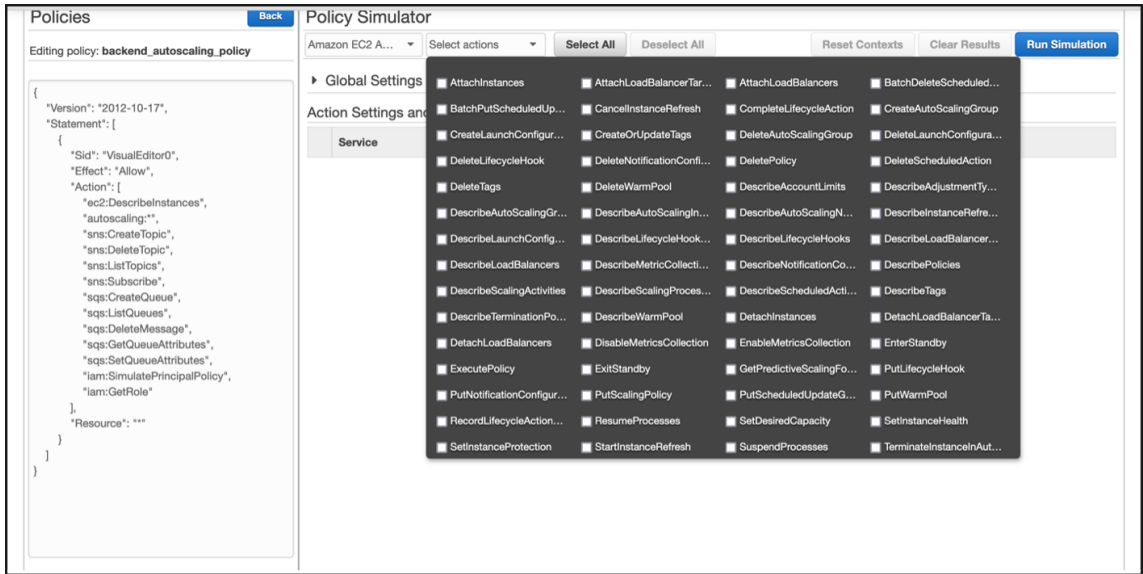 Policies
Back
Editing policy: backend_autoscaling_policy
{
"Version": "2012-10-17",
"Statement": [
{
"Sid": "VisualEditor0",
"Effect": "Allow",
"Action": [
"ec2:DescribeInstances",
"autoscaling:*",
"sns:CreateTopic",
"sns:DeleteTopic",
"sns:ListTopics",
"sns:Subscribe",
"sqs:CreateQueue",
"sqs:ListQueues",
"sqs:DeleteMessage",
"sqs:GetQueueAttributes",
"sqs:SetQueueAttributes",
"iam:SimulatePrincipalPolicy",
"iam:GetRole"
],
"Resource": "*"
}
]
}
Policy Simulator
Amazon EC2 A... Select actions Select All Deselect All Reset Contexts Clear Results Run Simulation
Global Settings
Action Settings and
Service
AttachInstances AttachLoadBalancerTar... AttachLoadBalancers BatchDeleteScheduled...
BatchPutScheduledUp... CancelInstanceRefresh CompleteLifecycleAction CreateAutoScalingGroup
CreateLaunchConfigur... CreateOrUpdateTags DeleteAutoScalingGroup DeleteLaunchConfigura...
DeleteLifecycleHook DeleteNotificationConfi... DeletePolicy DeleteScheduledAction
DeleteTags DeleteWarmPool DescribeAccountLimits DescribeAdjustmentTy...
DescribeAutoScalingGr... DescribeAutoScalingIn... DescribeAutoScalingN... DescribeInstanceRefre...
DescribeLaunchConfig... DescribeLifecycleHook... DescribeLifecycleHooks DescribeLoadBalancer...
DescribeLoadBalancers DescribeMetricCollecti... DescribeNotificationCo... DescribePolicies
DescribeScalingActivities DescribeScalingProces... DescribeScheduledActi... DescribeTags
DescribeTerminationPo... DescribeWarmPool DetachInstances DetachLoadBalancerTa...
DetachLoadBalancers DisableMetricsCollection EnableMetricsCollection EnterStandby
ExecutePolicy ExitStandby GetPredictiveScalingFo... PutLifecycleHook
PutNotificationConfigur... PutScalingPolicy PutScheduledUpdateG... PutWarmPool
RecordLifecycleAction... ResumeProcesses SetDesiredCapacity SetInstanceHealth
SetInstanceProtection StartInstanceRefresh SuspendProcesses TerminateInstanceInAut...